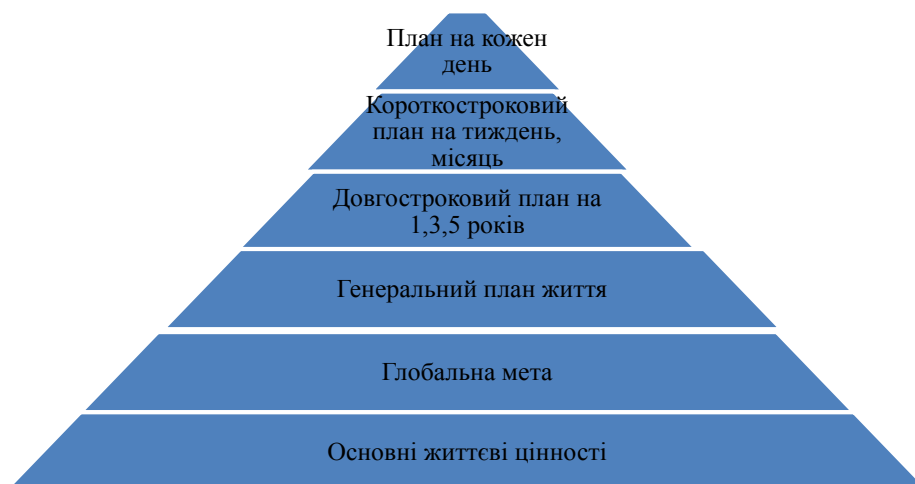 План на кожен
день
Короткостроковий
план на тиждень,
місяць
Довгостроковий план на
1,3,5 років
Генеральний план життя
Глобальна мета
Основні життєві цінності